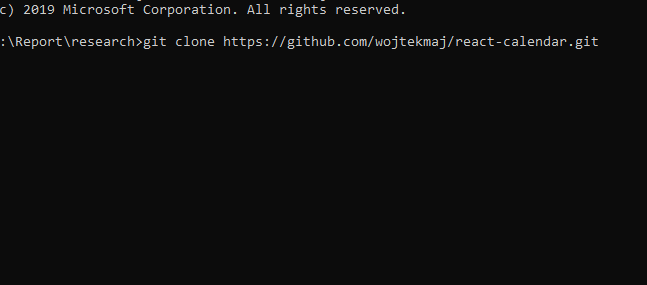 c) 2019 Microsoft Corporation. All rights reserved.
:\Report\research>git clone https://github.com/wojtekmaj/react-calendar.git